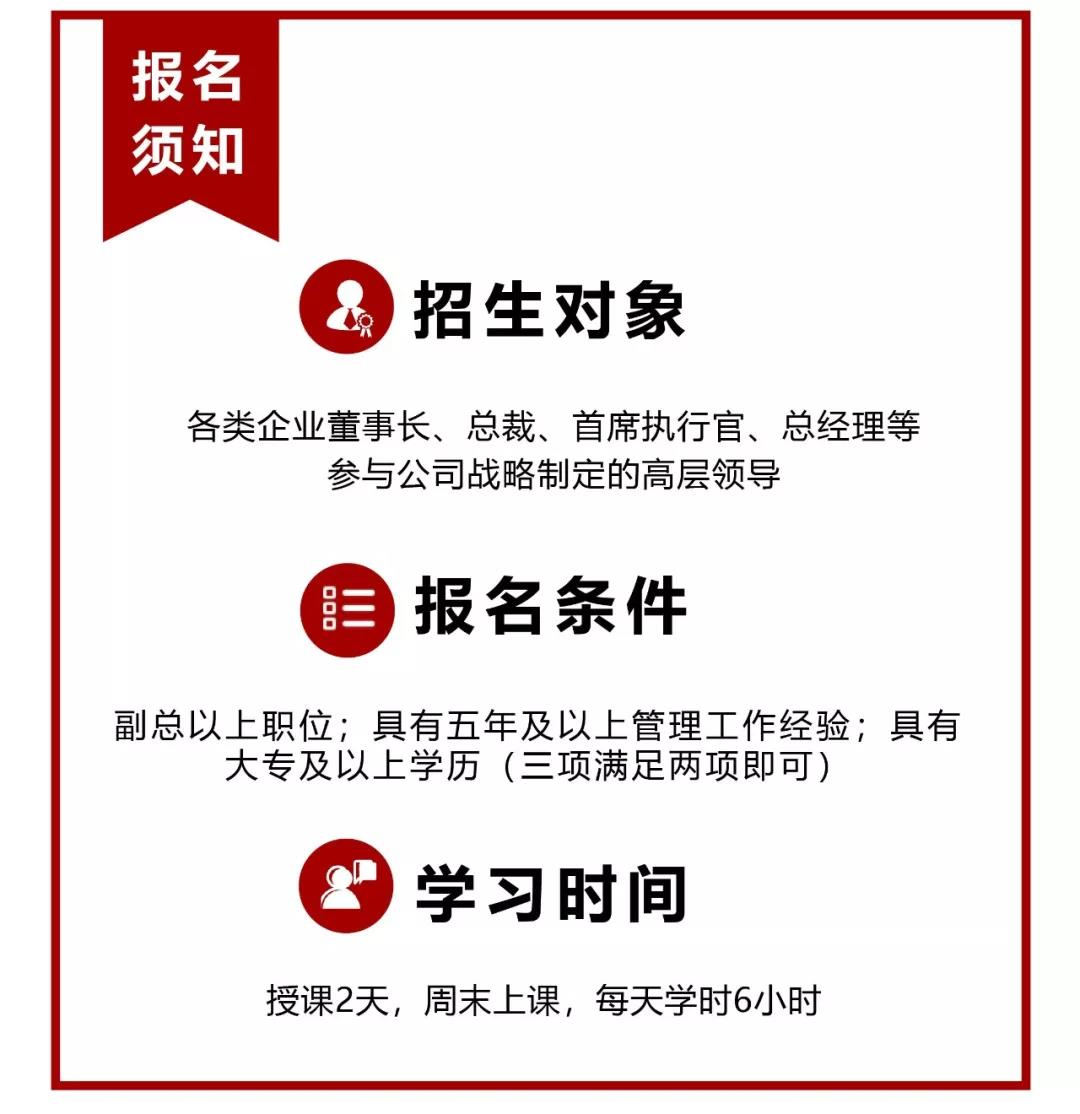 报名
须知
招生对象
各类企业董事长、总裁、首席执行官、总经理等
参与公司战略制定的高层领导
报名条件
副总以上职位；具有五年及以上管理工作经验；具有
大专及以上学历（三项满足两项即可）
学习时间
授课2天，周末上课，每天学时6小时